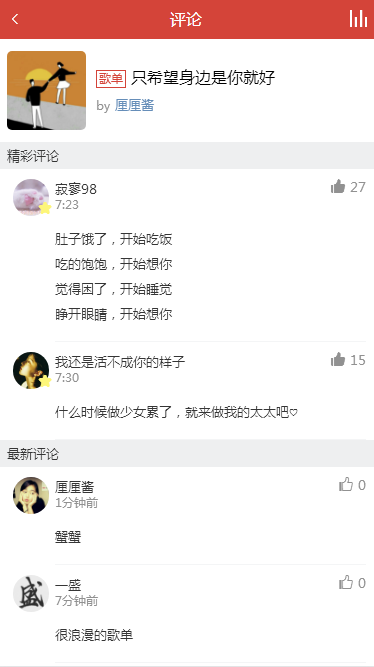 评论
歌单 只希望身边是你就好
by 厘厘酱
精彩评论
寂寥98 27
7:23
肚子饿了，开始吃饭
吃的饱饱，开始想你
觉得困了，开始睡觉
睁开眼睛，开始想你
我还是活不成你的样子 15
7:30
什么时候做少女累了，就来做我的太太吧♡
最新评论
厘厘酱 0
1分钟前
蟹蟹
一盛 0
7分钟前
盛
很浪漫的歌单